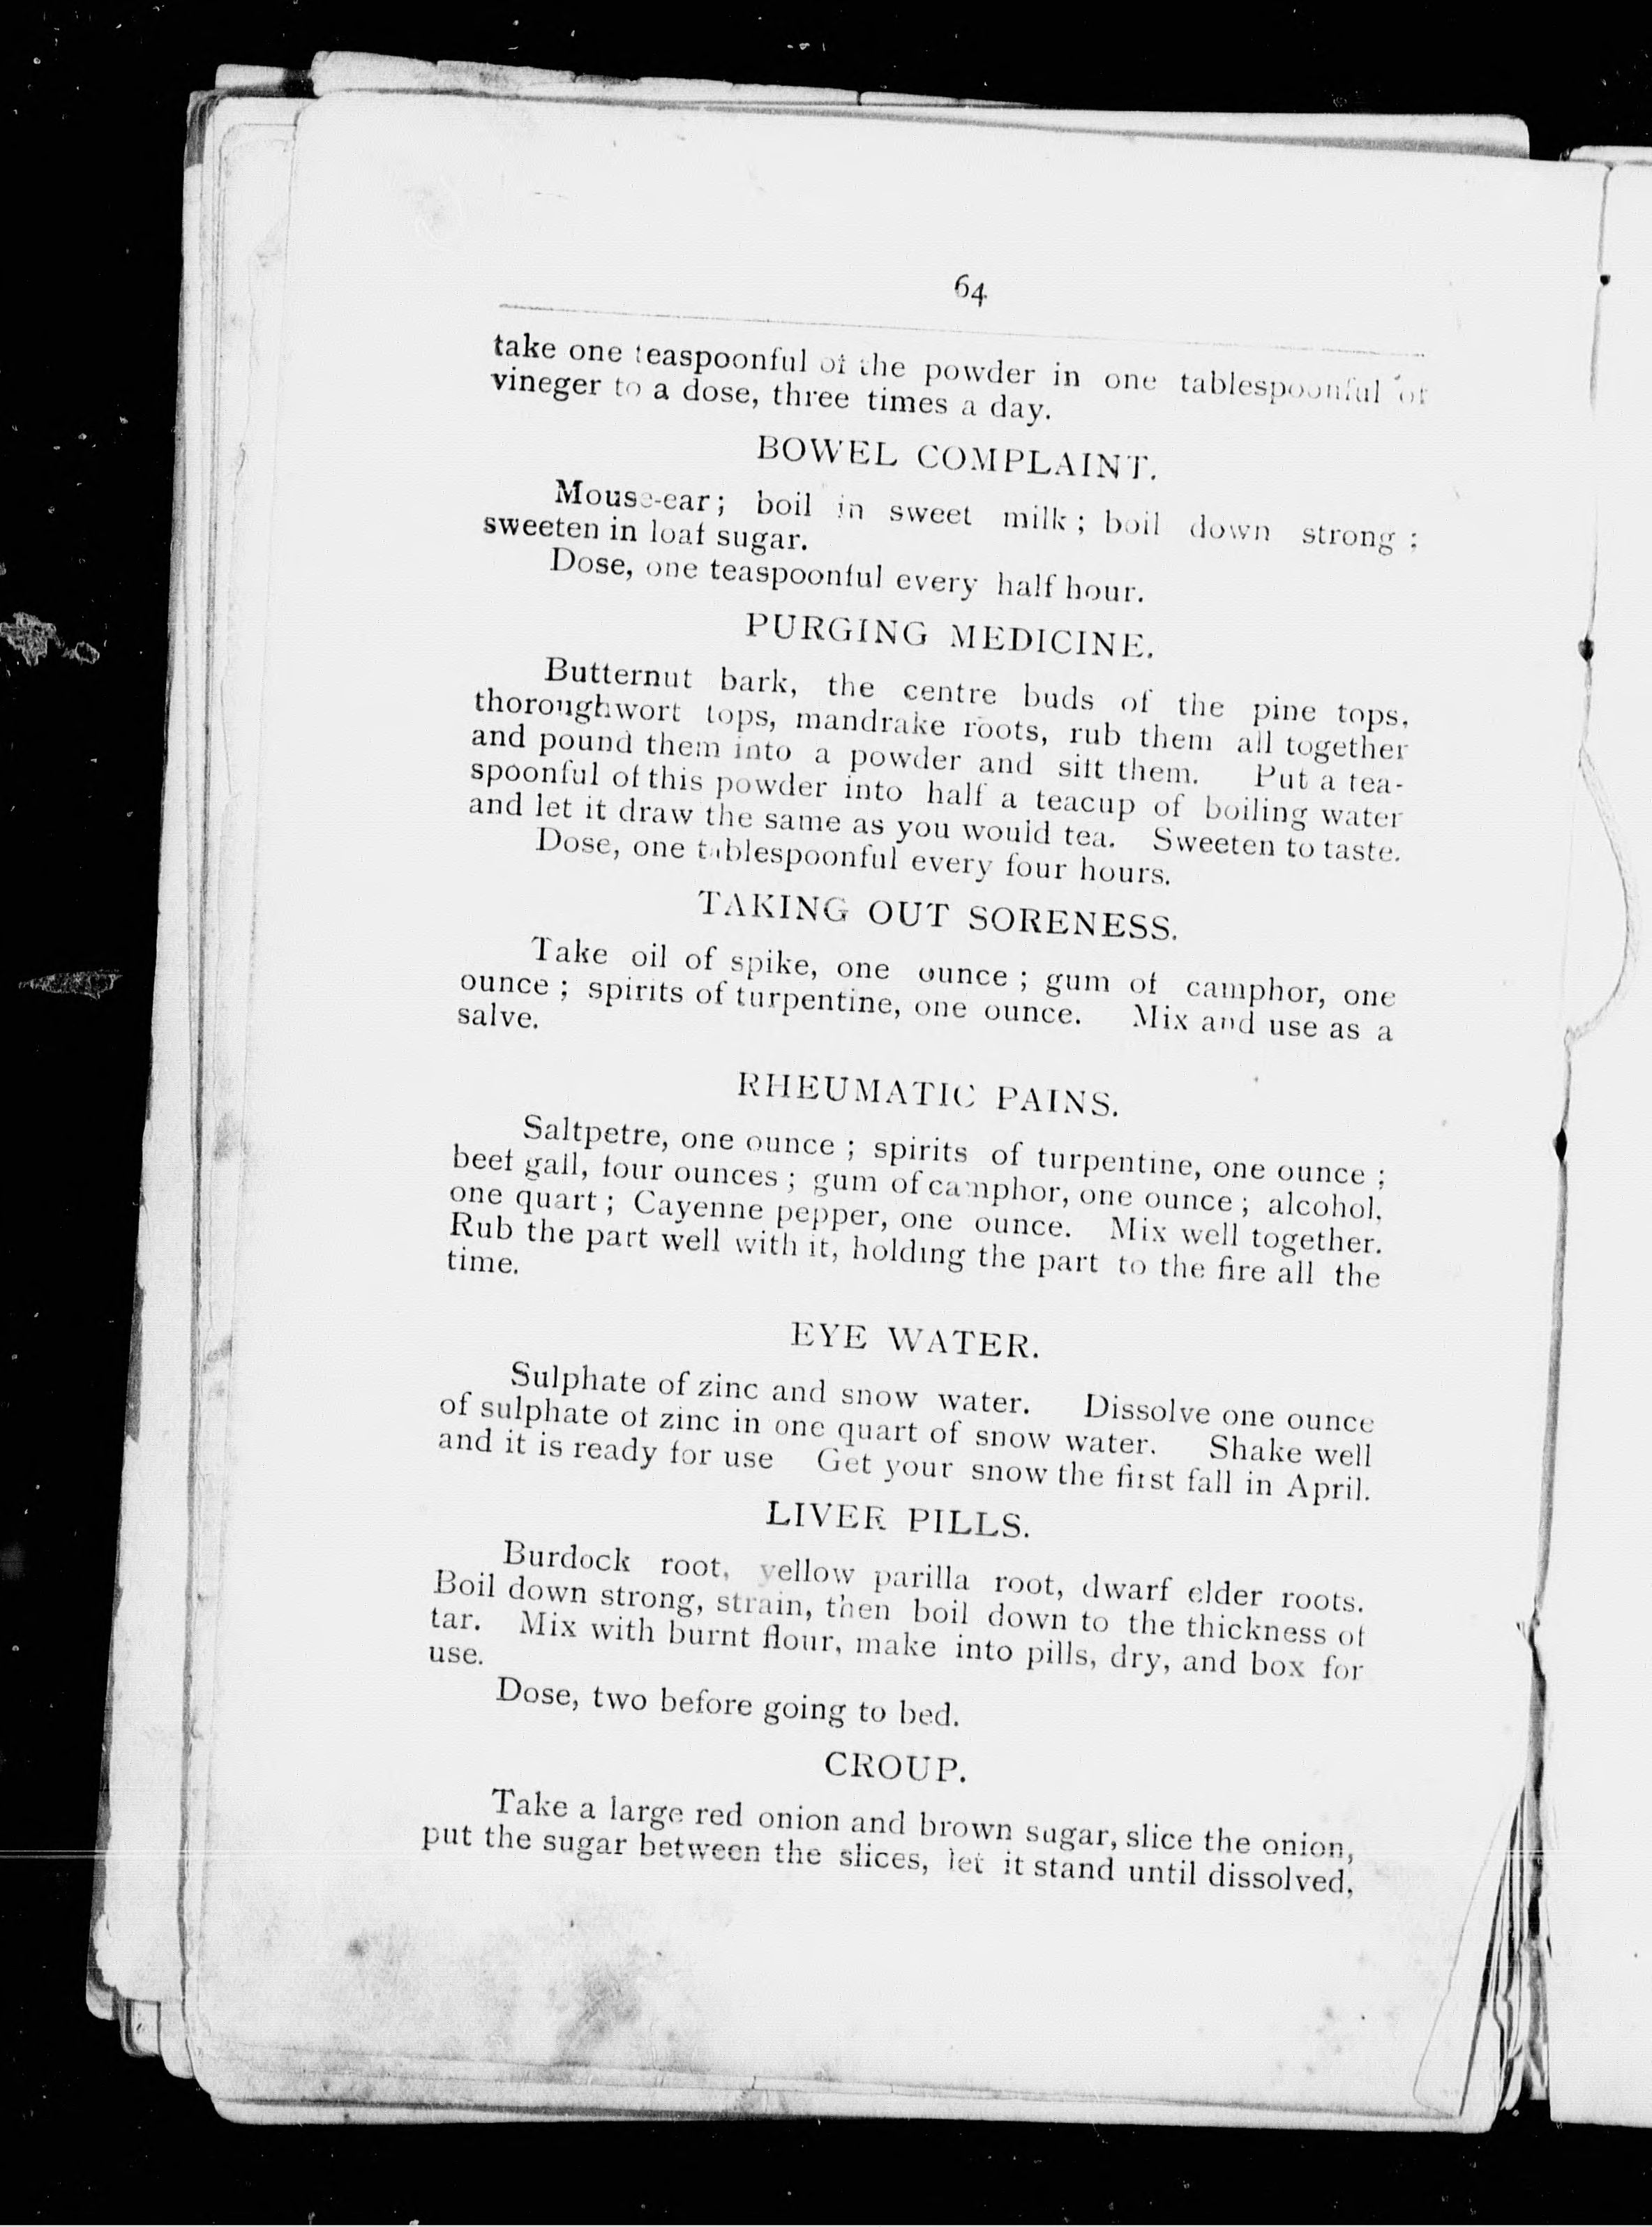 64
take one teaspoonful of the powder in one tablespoonful of
vineger to a dose, three times a day.
BOWEL COMPLAINT.
Mouse-ear; boil in sweet milk; boil down strong;
sweeten in loaf sugar.
Dose, one teaspoonful every half hour.
PURGING MEDICINE.
Butternut bark, the centre buds of the pine tops,
thoroughwort tops, mandrake roots, rub them all together
and pound them into a powder and sift them. Put a tea-
spoonful of this powder into half a teacup of boiling water
and let it draw the same as you would tea. Sweeten to taste.
Dose, one tablespoonful every four hours.
TAKING OUT SORENESS.
Take oil of spike, one ounce; gum of camphor, one
ounce; spirits of turpentine, one ounce. Mix and use as a
salve.
RHEUMATIC PAINS.
Saltpetre, one ounce; spirits of turpentine, one ounce;
beef gall, four ounces; gum of camphor, one ounce; alcohol,
one quart; Cayenne pepper, one ounce. Mix well together.
Rub the part well with it, holding the part to the fire all the
time.
EYE WATER.
Sulphate of zinc and snow water. Dissolve one ounce
of sulphate of zinc in one quart of snow water. Shake well
and it is ready for use Get your snow the first fall in April.
LIVER PILLS.
Burdock root, yellow parilla root, dwarf elder roots.
Boil down strong, strain, then boil down to the thickness of
tar. Mix with burnt flour, make into pills, dry, and box for
use.
Dose, two before going to bed.
CROUP.
Take a large red onion and brown sugar, slice the onion,
put the sugar between the slices, let it stand until dissolved,